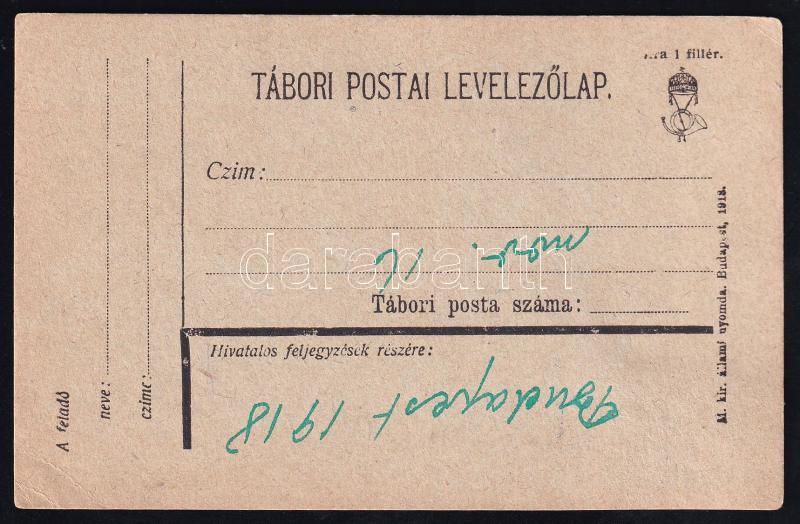 Ára 1 fillér.
TÁBORI POSTAI LEVELEZŐLAP.
Czim:
Tábori posta száma:
Hivatalos feljegyzések részére:
Budapest 1918
A feladó
neve:
czime:
M. kir. állami nyomda. Budapest, 1918.
darabanth